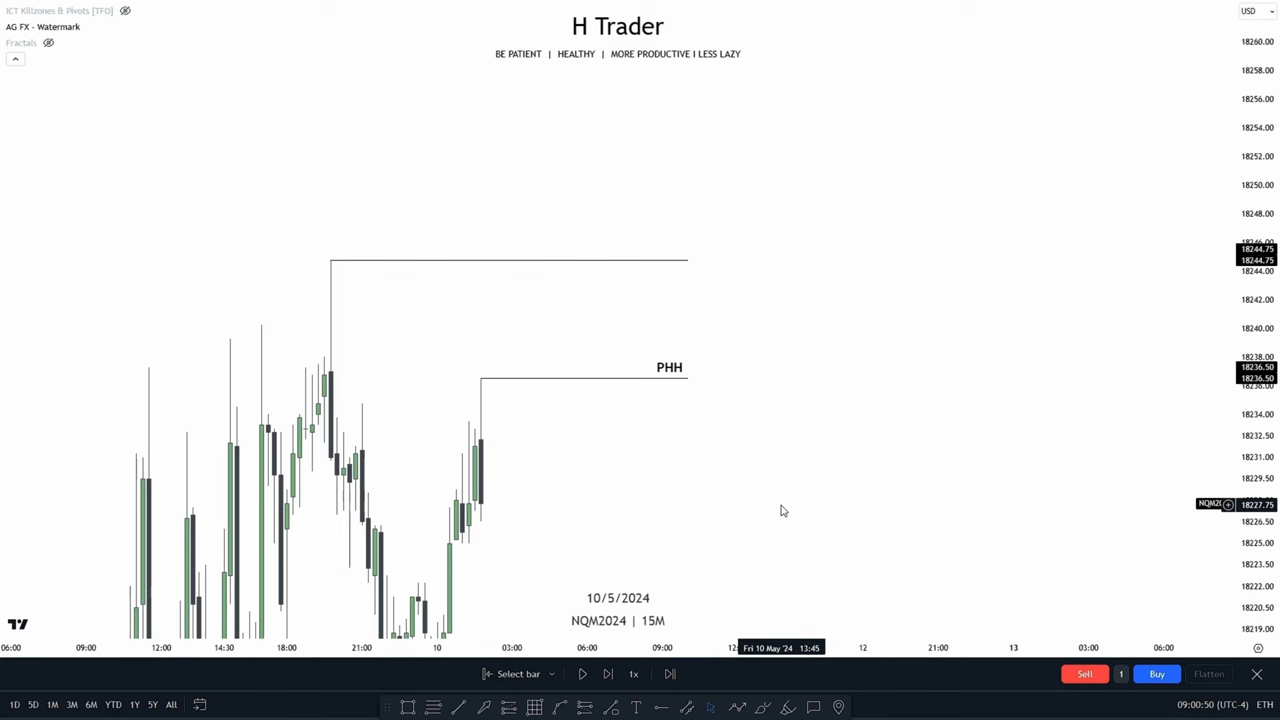 ICT Killzones & Pivots [TFO]
AG FX - Watermark
Fractals
H Trader
BE PATIENT | HEALTHY | MORE PRODUCTIVE I LESS LAZY
USD
18260.00
18258.00
18256.00
18254.00
18252.00
18250.00
18248.00
18246.00
18244.75
18244.75
18244.00
18242.00
18240.00
18238.00
18236.50
18236.50
18236.00
18234.00
18232.50
18231.00
18229.50
18227.75
18226.50
18225.00
18223.50
18222.00
18220.50
18219.00
PHH
10/5/2024
NQM2024 | 15M
06:00 09:00 12:00 14:30 18:00 21:00 10 03:00 06:00 09:00 Fri 10 May '24 13:45 21:00 12 03:00 13 06:00
Select bar 1x Sell 1 Buy Flatten
1D 5D 1M 3M 6M YTD 1Y 5Y All 09:00:50 (UTC-4) ETH